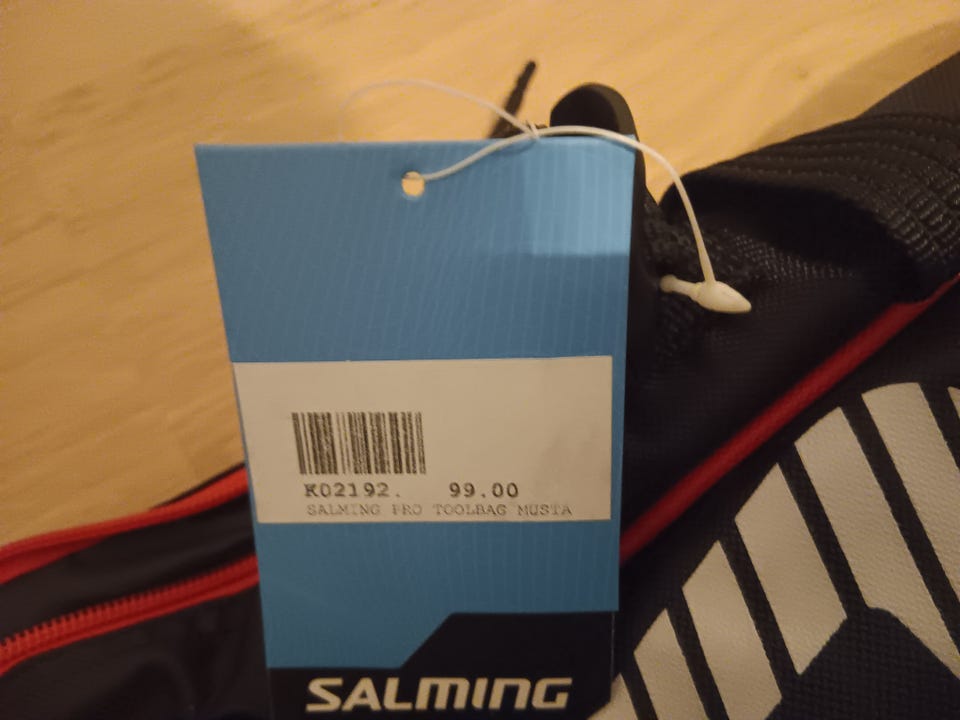 K02192. 99.00
SALMING PRO TOOLBAG MUSTA
SALMING